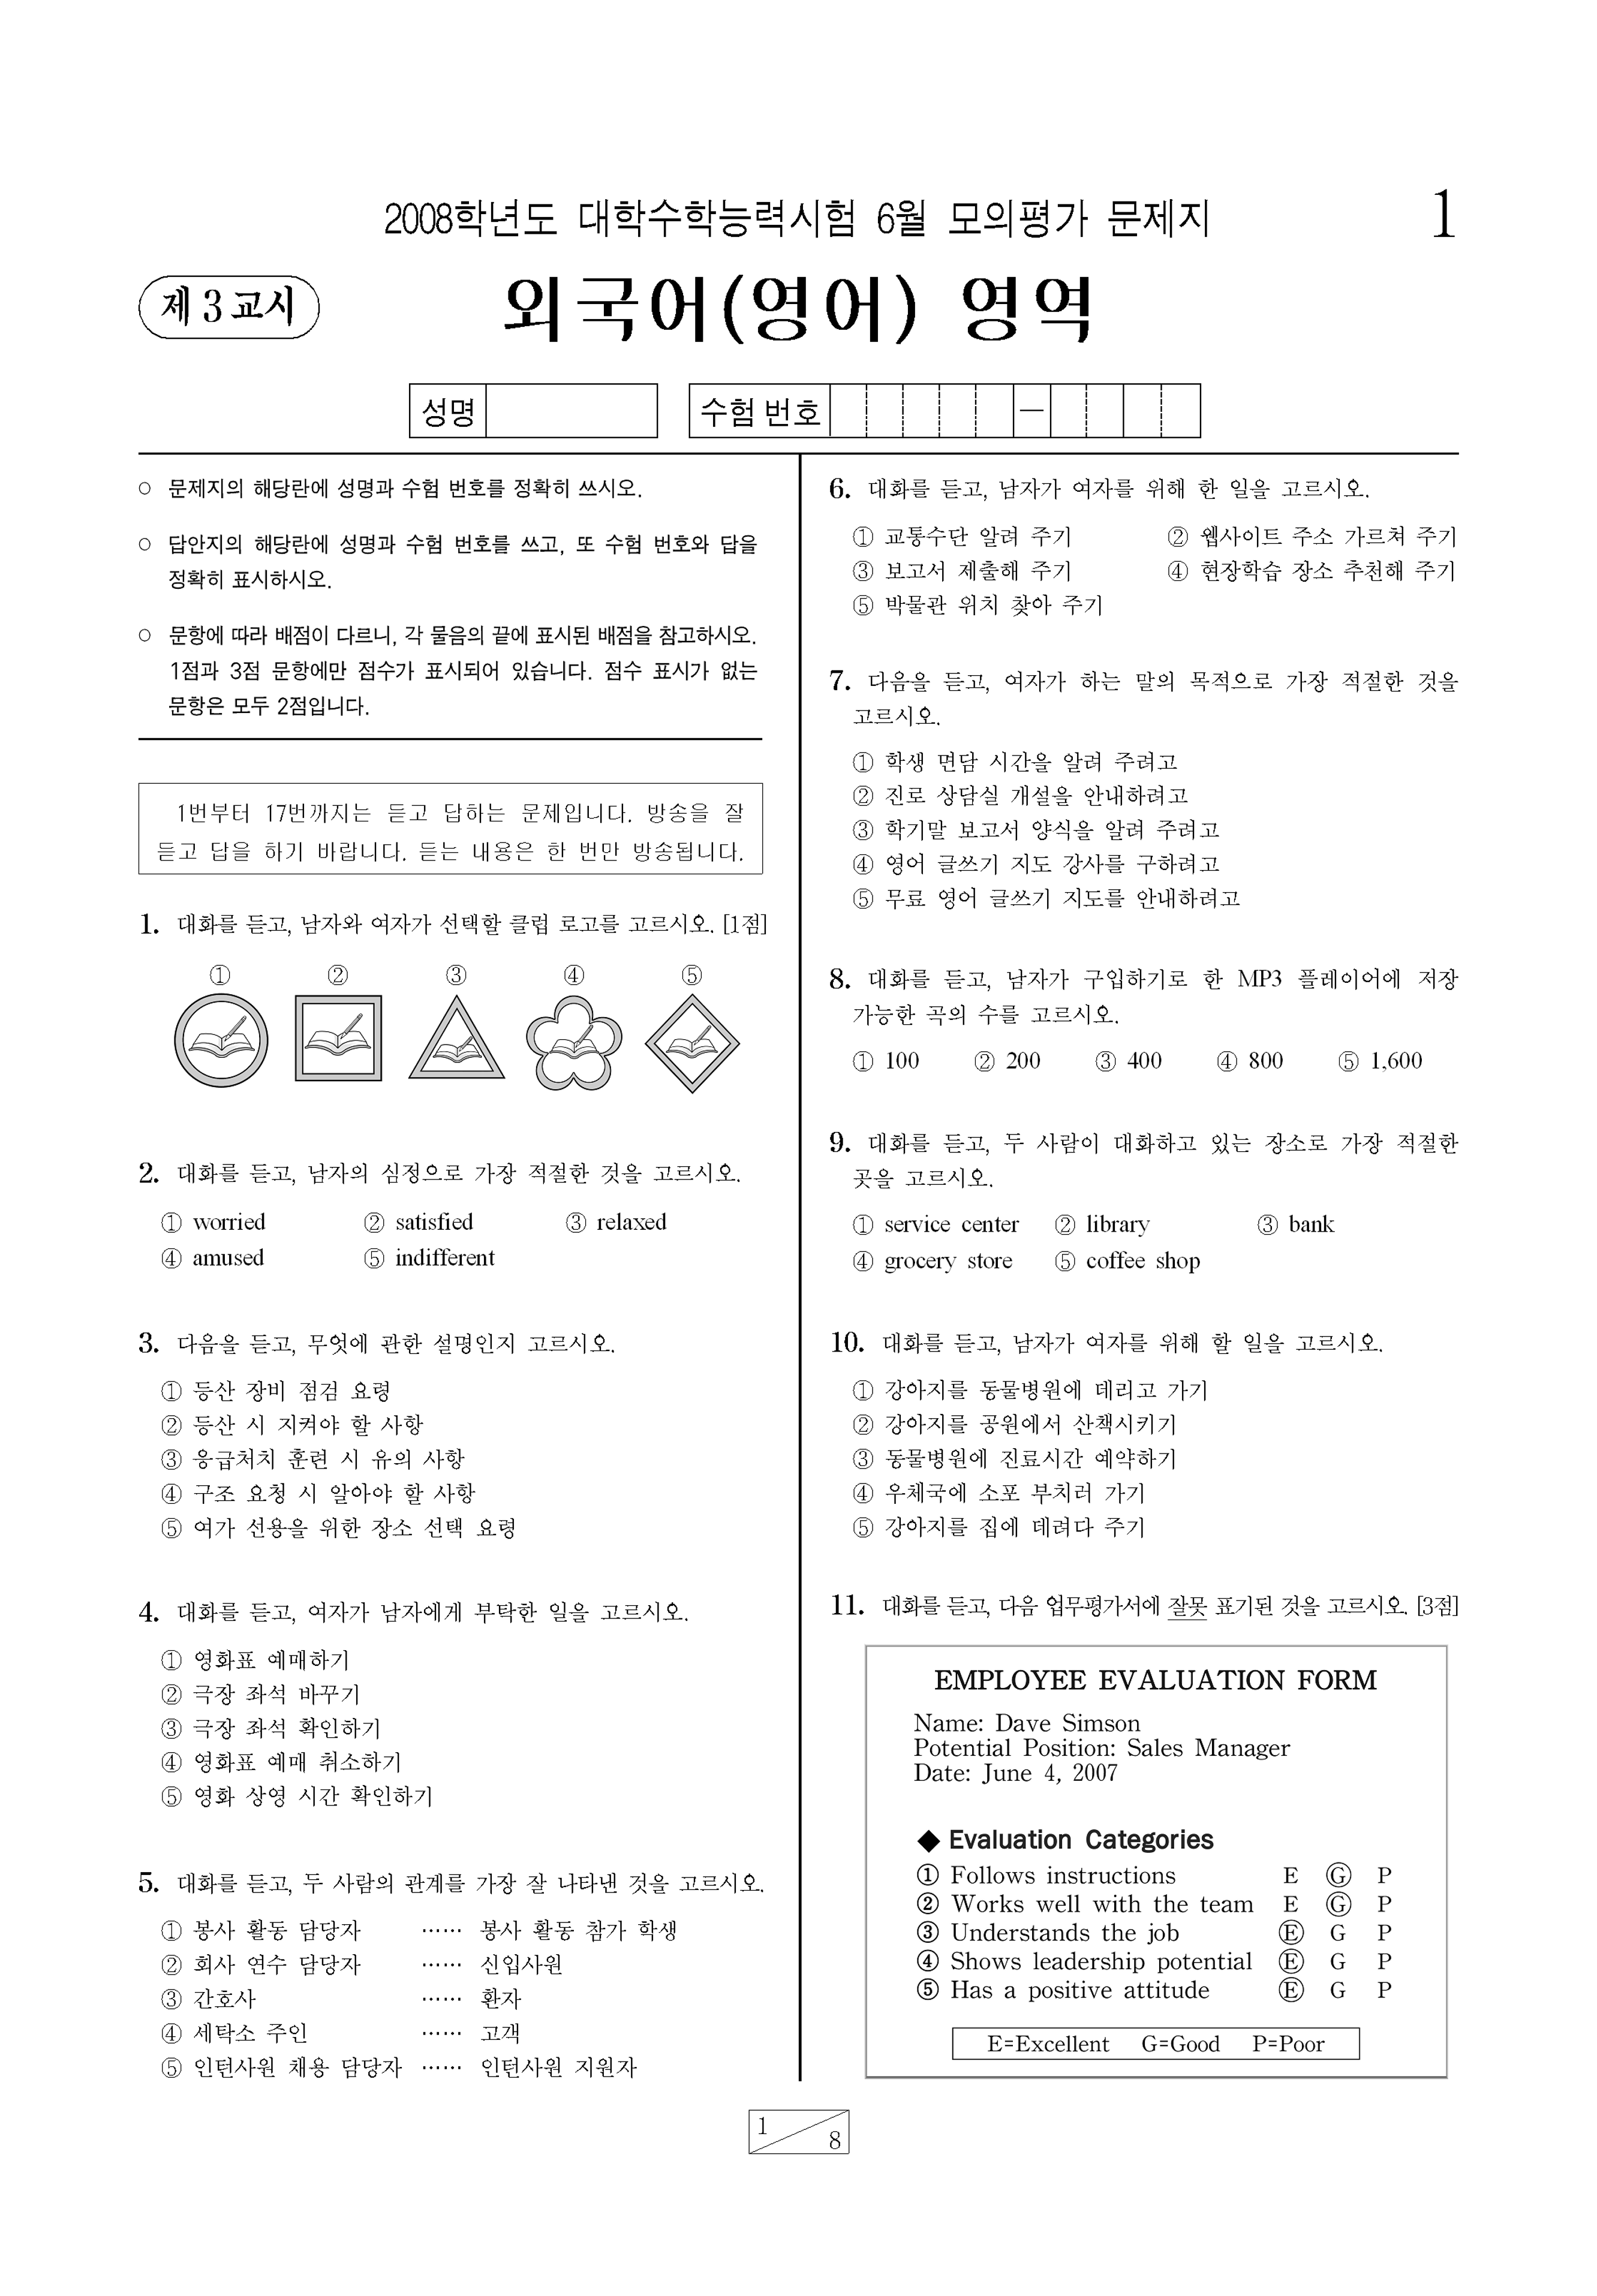 2008학년도 대학수학능력시험 6월 모의평가 문제지
1
제 3 교시
외국어(영어) 영역
성명
수험 번호
—
○ 문제지의 해당란에 성명과 수험 번호를 정확히 쓰시오.
○ 답안지의 해당란에 성명과 수험 번호를 쓰고, 또 수험 번호와 답을
정확히 표시하시오.
○ 문항에 따라 배점이 다르니, 각 물음의 끝에 표시된 배점을 참고하시오.
1점과 3점 문항에만 점수가 표시되어 있습니다. 점수 표시가 없는
문항은 모두 2점입니다.
1번부터 17번까지는 듣고 답하는 문제입니다. 방송을 잘
듣고 답을 하기 바랍니다. 듣는 내용은 한 번만 방송됩니다.
1. 대화를 듣고, 남자와 여자가 선택할 클럽 로고를 고르시오. [1점]
① ② ③ ④ ⑤
2. 대화를 듣고, 남자의 심정으로 가장 적절한 것을 고르시오.
① worried ② satisfied ③ relaxed
④ amused ⑤ indifferent
3. 다음을 듣고, 무엇에 관한 설명인지 고르시오.
① 등산 장비 점검 요령
② 등산 시 지켜야 할 사항
③ 응급처치 훈련 시 유의 사항
④ 구조 요청 시 알아야 할 사항
⑤ 여가 선용을 위한 장소 선택 요령
4. 대화를 듣고, 여자가 남자에게 부탁한 일을 고르시오.
① 영화표 예매하기
② 극장 좌석 바꾸기
③ 극장 좌석 확인하기
④ 영화표 예매 취소하기
⑤ 영화 상영 시간 확인하기
5. 대화를 듣고, 두 사람의 관계를 가장 잘 나타낸 것을 고르시오.
① 봉사 활동 담당자 …… 봉사 활동 참가 학생
② 회사 연수 담당자 …… 신입사원
③ 간호사 …… 환자
④ 세탁소 주인 …… 고객
⑤ 인턴사원 채용 담당자 …… 인턴사원 지원자
6. 대화를 듣고, 남자가 여자를 위해 한 일을 고르시오.
① 교통수단 알려 주기 ② 웹사이트 주소 가르쳐 주기
③ 보고서 제출해 주기 ④ 현장학습 장소 추천해 주기
⑤ 박물관 위치 찾아 주기
7. 다음을 듣고, 여자가 하는 말의 목적으로 가장 적절한 것을
고르시오.
① 학생 면담 시간을 알려 주려고
② 진로 상담실 개설을 안내하려고
③ 학기말 보고서 양식을 알려 주려고
④ 영어 글쓰기 지도 강사를 구하려고
⑤ 무료 영어 글쓰기 지도를 안내하려고
8. 대화를 듣고, 남자가 구입하기로 한 MP3 플레이어에 저장
가능한 곡의 수를 고르시오.
① 100 ② 200 ③ 400 ④ 800 ⑤ 1,600
9. 대화를 듣고, 두 사람이 대화하고 있는 장소로 가장 적절한
곳을 고르시오.
① service center ② library ③ bank
④ grocery store ⑤ coffee shop
10. 대화를 듣고, 남자가 여자를 위해 할 일을 고르시오.
① 강아지를 동물병원에 데리고 가기
② 강아지를 공원에서 산책시키기
③ 동물병원에 진료시간 예약하기
④ 우체국에 소포 부치러 가기
⑤ 강아지를 집에 데려다 주기
11. 대화를 듣고, 다음 업무평가서에 잘못 표기된 것을 고르시오. [3점]
EMPLOYEE EVALUATION FORM
Name: Dave Simson
Potential Position: Sales Manager
Date: June 4, 2007
◆ Evaluation Categories
① Follows instructions E Ⓖ P
② Works well with the team E Ⓖ P
③ Understands the job Ⓔ G P
④ Shows leadership potential Ⓔ G P
⑤ Has a positive attitude Ⓔ G P
E=Excellent G=Good P=Poor
1
8